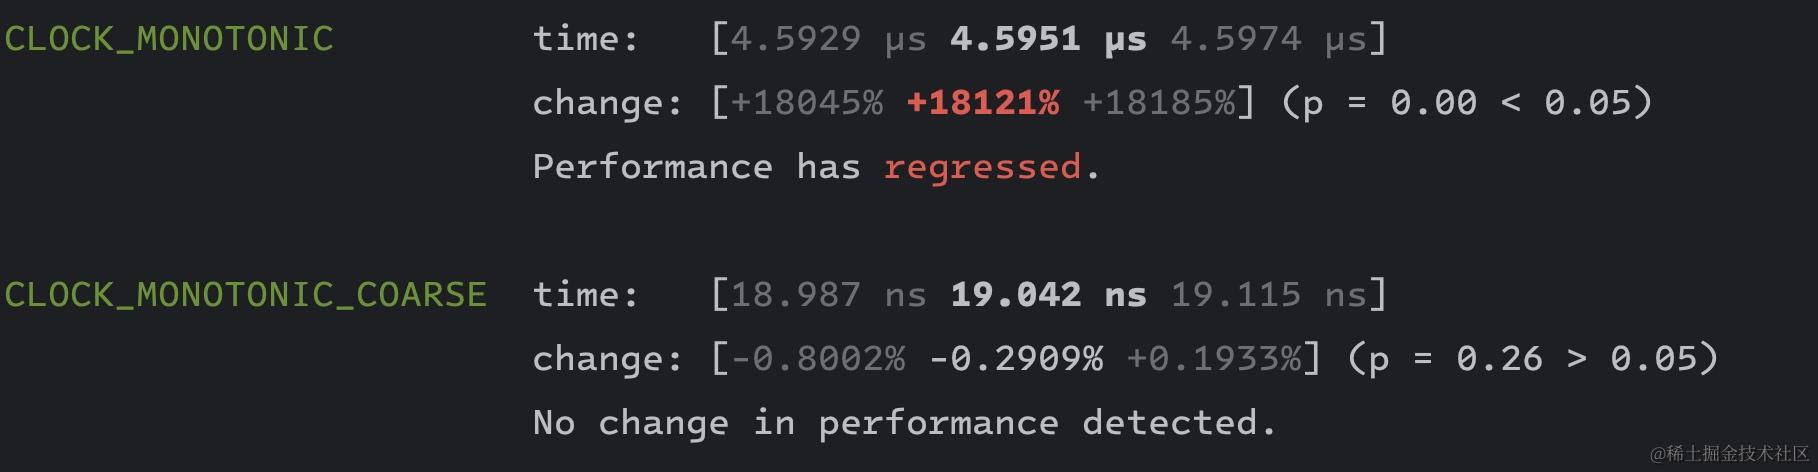 CLOCK_MONOTONIC time: [4.5929 µs 4.5951 µs 4.5974 µs]
change: [+18045% +18121% +18185%] (p = 0.00 < 0.05)
Performance has regressed.
CLOCK_MONOTONIC_COARSE time: [18.987 ns 19.042 ns 19.115 ns]
change: [-0.8002% -0.2909% +0.1933%] (p = 0.26 > 0.05)
No change in performance detected.
@稀土掘金技术社区